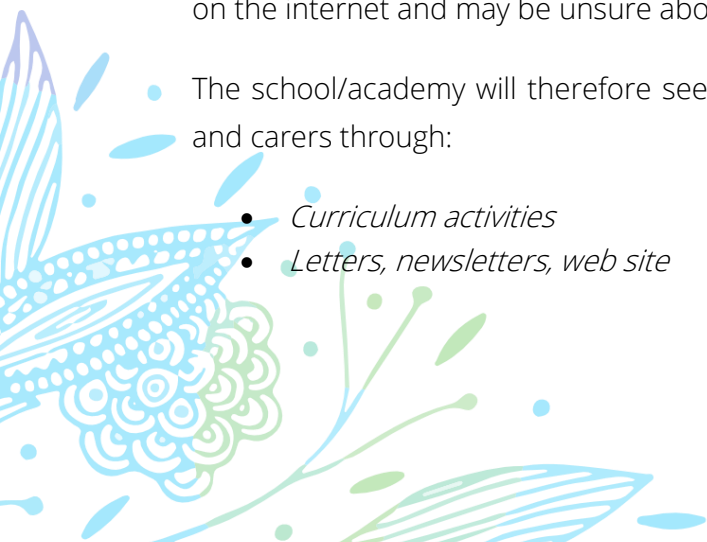 on the internet and may be unsure abo
The school/academy will therefore see
and carers through:
• Curriculum activities
• Letters, newsletters, web site